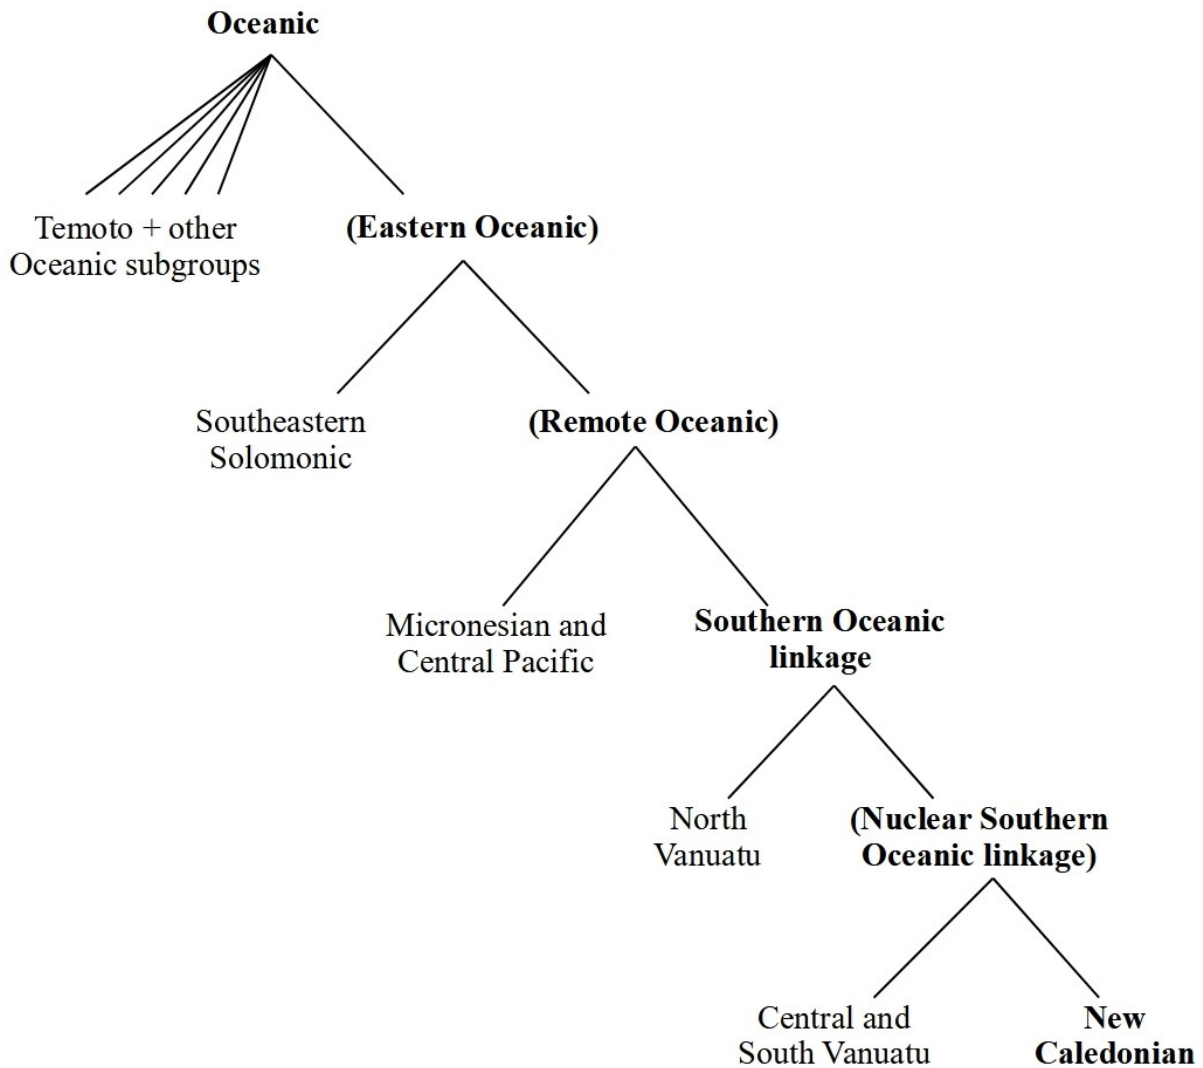 Oceanic
Temoto + other
Oceanic subgroups
(Eastern Oceanic)
Southeastern
Solomonic
(Remote Oceanic)
Micronesian and
Central Pacific
Southern Oceanic
linkage
North
Vanuatu
(Nuclear Southern
Oceanic linkage)
Central and
South Vanuatu
New
Caledonian